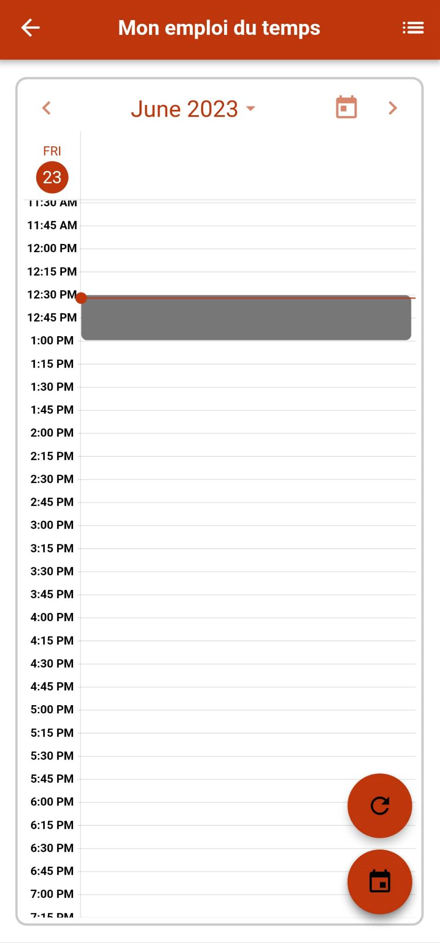 Mon emploi du temps
June 2023
FRI
23
11:30 AM
11:45 AM
12:00 PM
12:15 PM
12:30 PM
12:45 PM
1:00 PM
1:15 PM
1:30 PM
1:45 PM
2:00 PM
2:15 PM
2:30 PM
2:45 PM
3:00 PM
3:15 PM
3:30 PM
3:45 PM
4:00 PM
4:15 PM
4:30 PM
4:45 PM
5:00 PM
5:15 PM
5:30 PM
5:45 PM
6:00 PM
6:15 PM
6:30 PM
6:45 PM
7:00 PM
7:15 PM